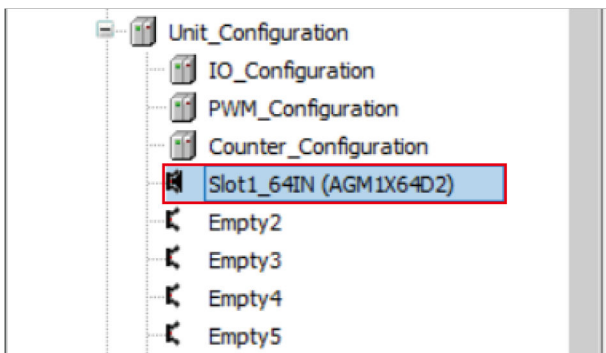 Unit_Configuration
IO_Configuration
PWM_Configuration
Counter_Configuration
Slot1_64IN (AGM1X64D2)
Empty2
Empty3
Empty4
Empty5